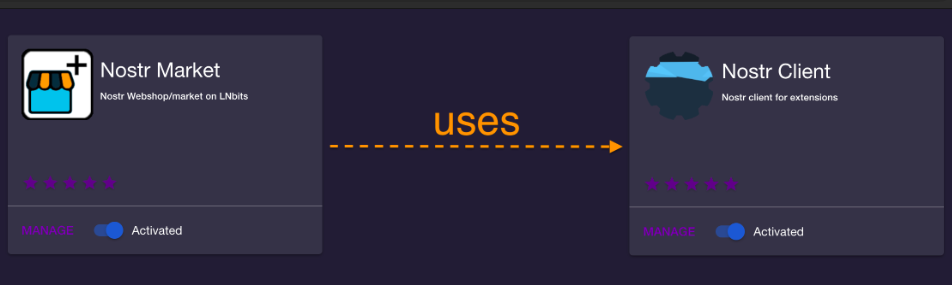 Nostr Market
Nostr Webshop/market on LNbits
MANAGE
Activated
uses
Nostr Client
Nostr client for extensions
MANAGE
Activated